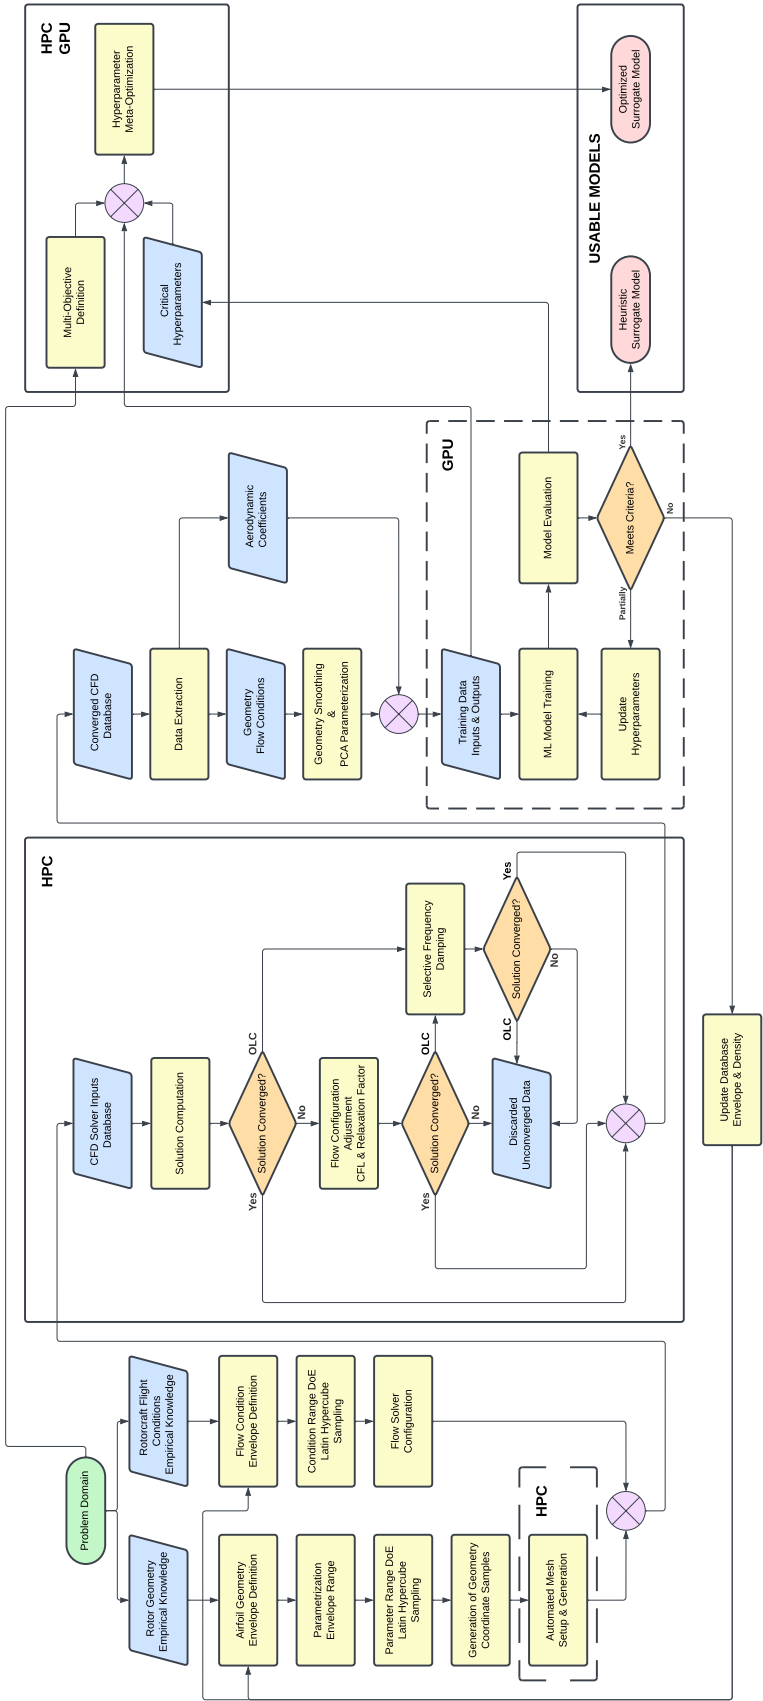 Problem Domain
Rotor Geometry
Empirical Knowledge
Rotorcraft Flight
Conditions
Empirical Knowledge
Airfoil Geometry
Envelope Definition
Flow Condition
Envelope Definition
Parametrization
Envelope Range
Condition Range DoE
Latin Hypercube
Sampling
Parameter Range DoE
Latin Hypercube
Sampling
Flow Solver
Configuration
Generation of Geometry
Coordinate Samples
HPC
Automated Mesh
Setup & Generation
HPC
CFD Solver Inputs
Database
Solution Computation
Solution Converged?
Yes
OLC
No
Flow Configuration
Adjustment
CFL & Relaxation Factor
Selective Frequency
Damping
Solution Converged?
Yes
OLC
No
Solution Converged?
Yes
OLC
No
Discarded
Unconverged Data
Converged CFD
Database
Data Extraction
Aerodynamic
Coefficients
Geometry
Flow Conditions
Geometry Smoothing
&
PCA Parameterization
GPU
Training Data
Inputs & Outputs
ML Model Training
Model Evaluation
Update
Hyperparameters
Meets Criteria?
Partially
Yes
No
Update Database
Envelope & Density
HPC
GPU
Multi-Objective
Definition
Hyperparameter
Meta-Optimization
Critical
Hyperparameters
USABLE MODELS
Heuristic
Surrogate Model
Optimized
Surrogate Model